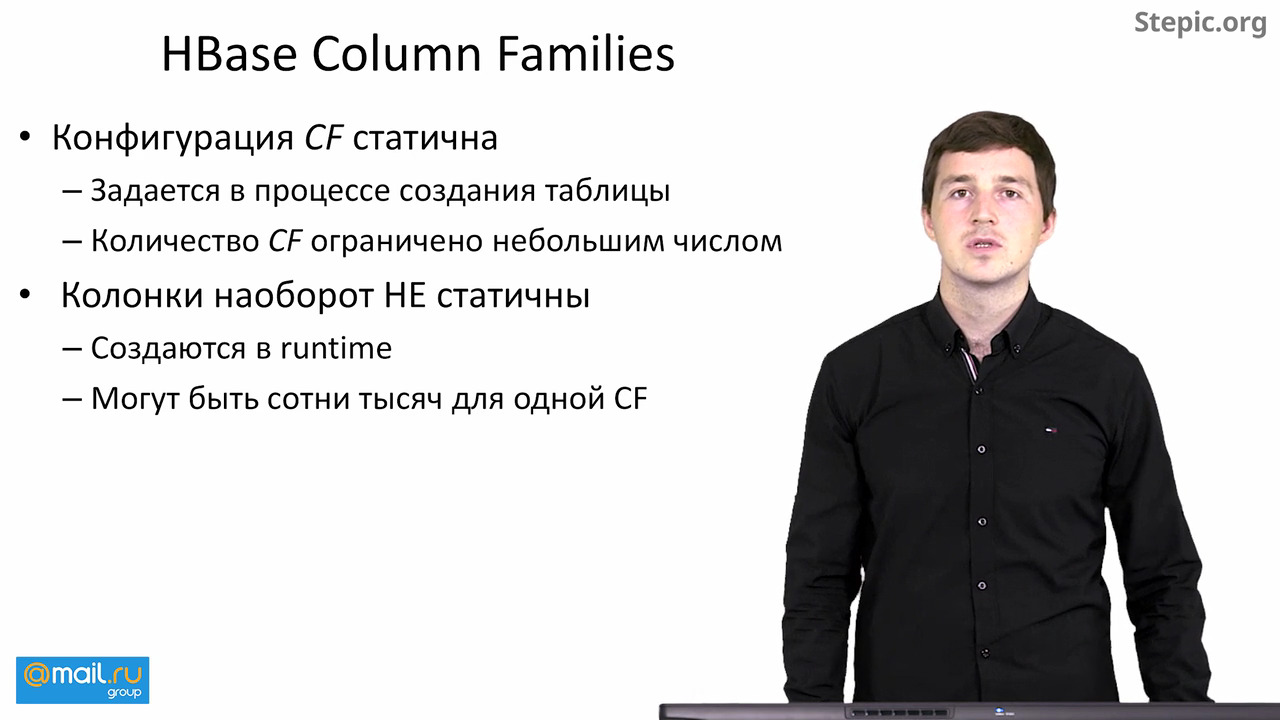 Stepic.org
HBase Column Families
• Конфигурация CF статична
– Задается в процессе создания таблицы
– Количество CF ограничено небольшим числом
• Колонки наоборот НЕ статичны
– Создаются в runtime
– Могут быть сотни тысяч для одной CF
@mail.ru
group